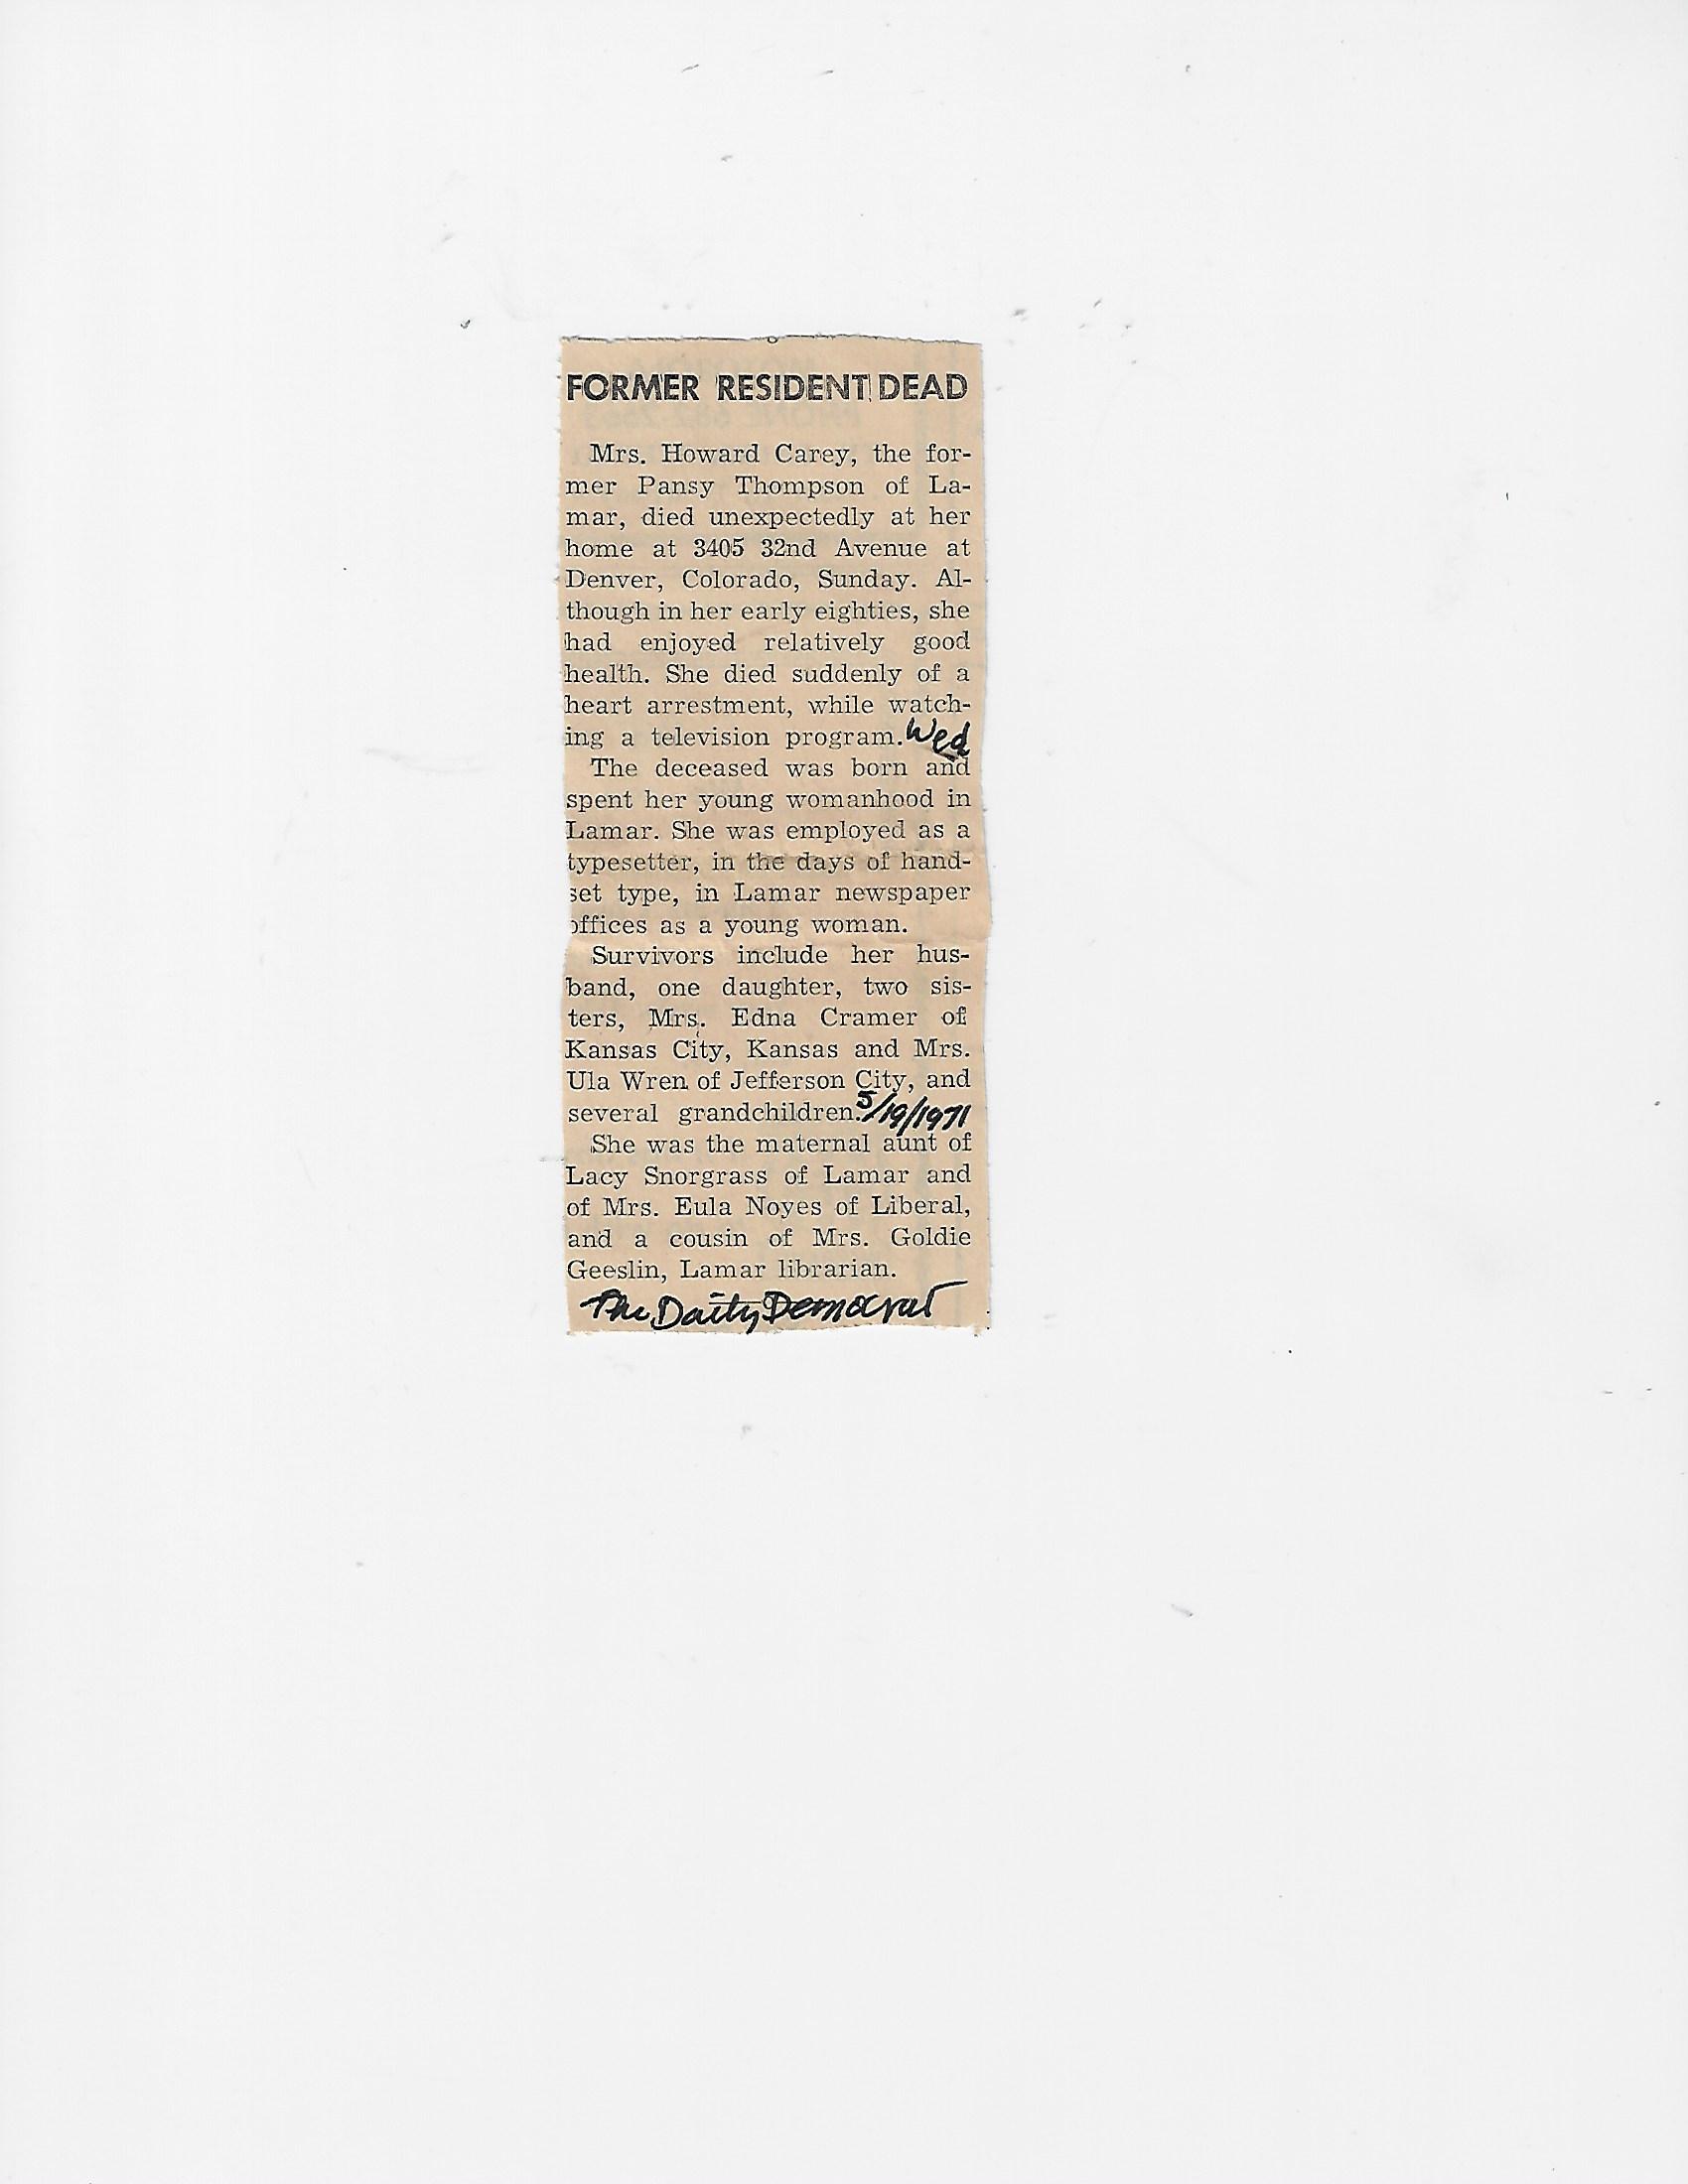 FORMER RESIDENT DEAD
Mrs. Howard Carey, the for-
mer Pansy Thompson of La-
mar, died unexpectedly at her
home at 3405 32nd Avenue at
Denver, Colorado, Sunday. Al-
though in her early eighties, she
had enjoyed relatively good
health. She died suddenly of a
heart arrestment, while watch-
ing a television program. Wed
The deceased was born and
spent her young womanhood in
Lamar. She was employed as a
typesetter, in the days of hand-
set type, in Lamar newspaper
offices as a young woman.
Survivors include her hus-
band, one daughter, two sis-
ters, Mrs. Edna Cramer of
Kansas City, Kansas and Mrs.
Ula Wren of Jefferson City, and
several grandchildren. 5/19/1971
She was the maternal aunt of
Lacy Snorgrass of Lamar and
of Mrs. Eula Noyes of Liberal,
and a cousin of Mrs. Goldie
Geeslin, Lamar librarian.
The Daily Democrat